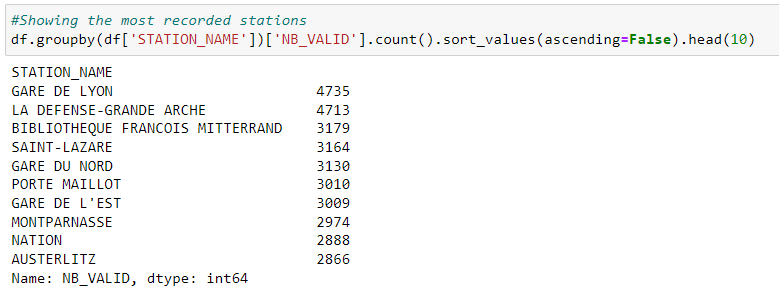 #Showing the most recorded stations
df.groupby(df['STATION_NAME'])['NB_VALID'].count().sort_values(ascending=False).head(10)
STATION_NAME
GARE DE LYON 4735
LA DEFENSE-GRANDE ARCHE 4713
BIBLIOTHEQUE FRANCOIS MITTERRAND 3179
SAINT-LAZARE 3164
GARE DU NORD 3130
PORTE MAILLOT 3010
GARE DE L'EST 3009
MONTPARNASSE 2974
NATION 2888
AUSTERLITZ 2866
Name: NB_VALID, dtype: int64